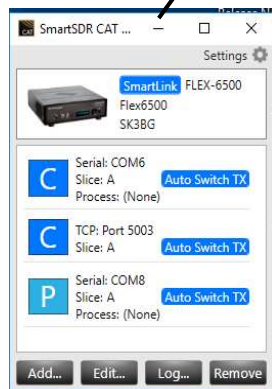 CAT SmartSDR CAT ...
Settings
SmartLink FLEX-6500
Flex6500
SK3BG
C
Serial: COM6
Slice: A Auto Switch TX
Process: (None)
C
TCP: Port 5003
Slice: A Auto Switch TX
P
Serial: COM8
Slice: A Auto Switch TX
Process: (None)
Add... Edit... Log... Remove